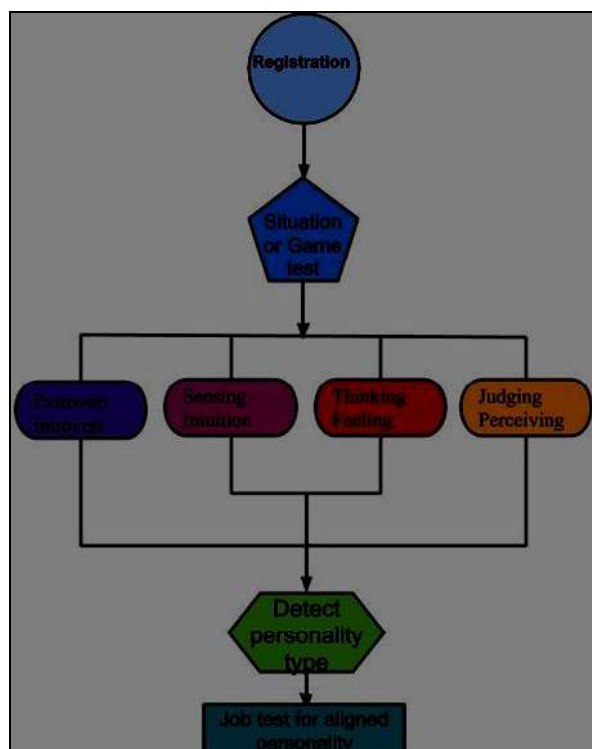 Registration
Situation
or Game
test
Extrovert
Introvert
Sensing
Intuition
Thinking
Feeling
Judging
Perceiving
Detect
personality
type
Job test for aligned
personality